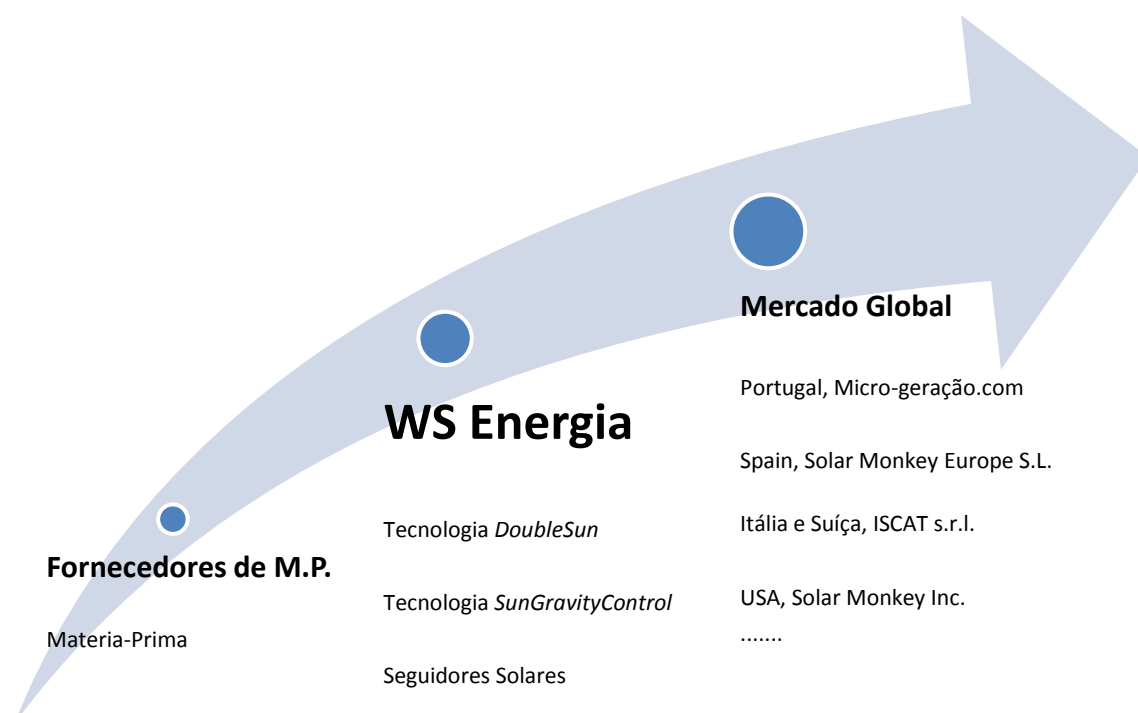 Fornecedores de M.P.
Materia-Prima
WS Energia
Tecnologia DoubleSun
Tecnologia SunGravityControl
Seguidores Solares
Mercado Global
Portugal, Micro-geração.com
Spain, Solar Monkey Europe S.L.
Itália e Suíça, ISCAT s.r.l.
USA, Solar Monkey Inc.
.......